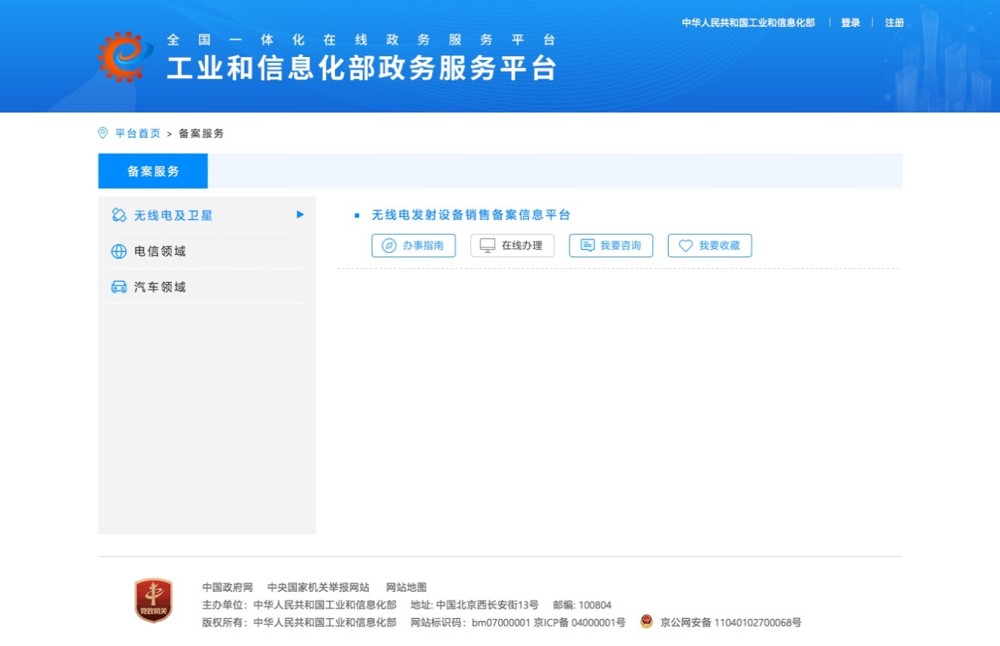 中华人民共和国工业和信息化部 登录 注册
全国一体化在线政务服务平台
工业和信息化部政务服务平台
平台首页 > 备案服务
备案服务
无线电及卫星
电信领域
汽车领域
无线电发射设备销售备案信息平台
办事指南 在线办理 我要咨询 我要收藏
党政机关
中国政府网 中央国家机关举报网站 网站地图
主办单位：中华人民共和国工业和信息化部 地址: 中国北京西长安街13号 邮编: 100804
版权所有：中华人民共和国工业和信息化部 网站标识码：bm07000001 京ICP备 04000001号 京公网安备 11040102700068号